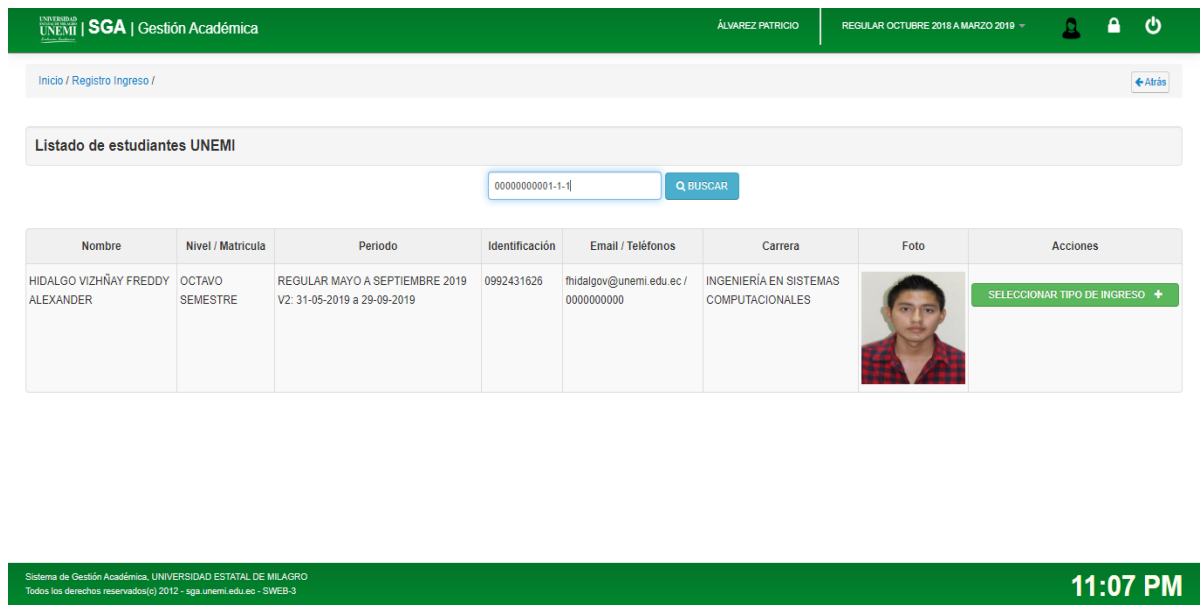 UNIVERSIDAD
ESTATAL DE MILAGRO
UNEMI | SGA | Gestión Académica
ÁLVAREZ PATRICIO
REGULAR OCTUBRE 2018 A MARZO 2019
Inicio / Registro Ingreso /
Atrás
Listado de estudiantes UNEMI
00000000001-1-1
BUSCAR
Nombre Nivel / Matricula Periodo Identificación Email / Teléfonos Carrera Foto Acciones
HIDALGO VIZHÑAY FREDDY
ALEXANDER
OCTAVO
SEMESTRE
REGULAR MAYO A SEPTIEMBRE 2019
V2: 31-05-2019 a 29-09-2019
0992431626
fhidalgov@unemi.edu.ec /
0000000000
INGENIERÍA EN SISTEMAS
COMPUTACIONALES
SELECCIONAR TIPO DE INGRESO +
Sistema de Gestión Académica, UNIVERSIDAD ESTATAL DE MILAGRO
Todos los derechos reservados(c) 2012 - sga.unemi.edu.ec - SWEB-3
11:07 PM